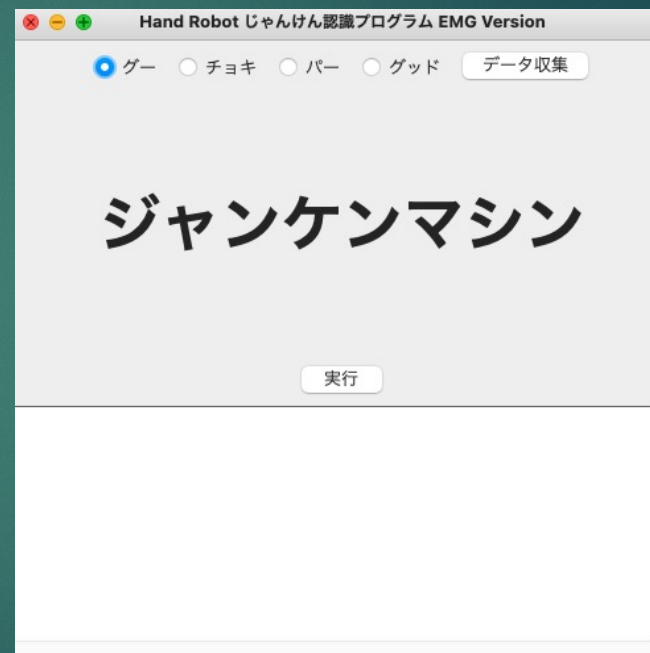 Hand Robot じゃんけん認識プログラム EMG Version
グー チョキ パー グッド データ収集
ジャンケンマシン
実行